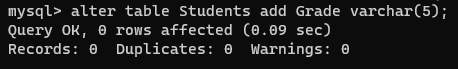 mysql> alter table Students add Grade varchar(5);
Query OK, 0 rows affected (0.09 sec)
Records: 0  Duplicates: 0  Warnings: 0